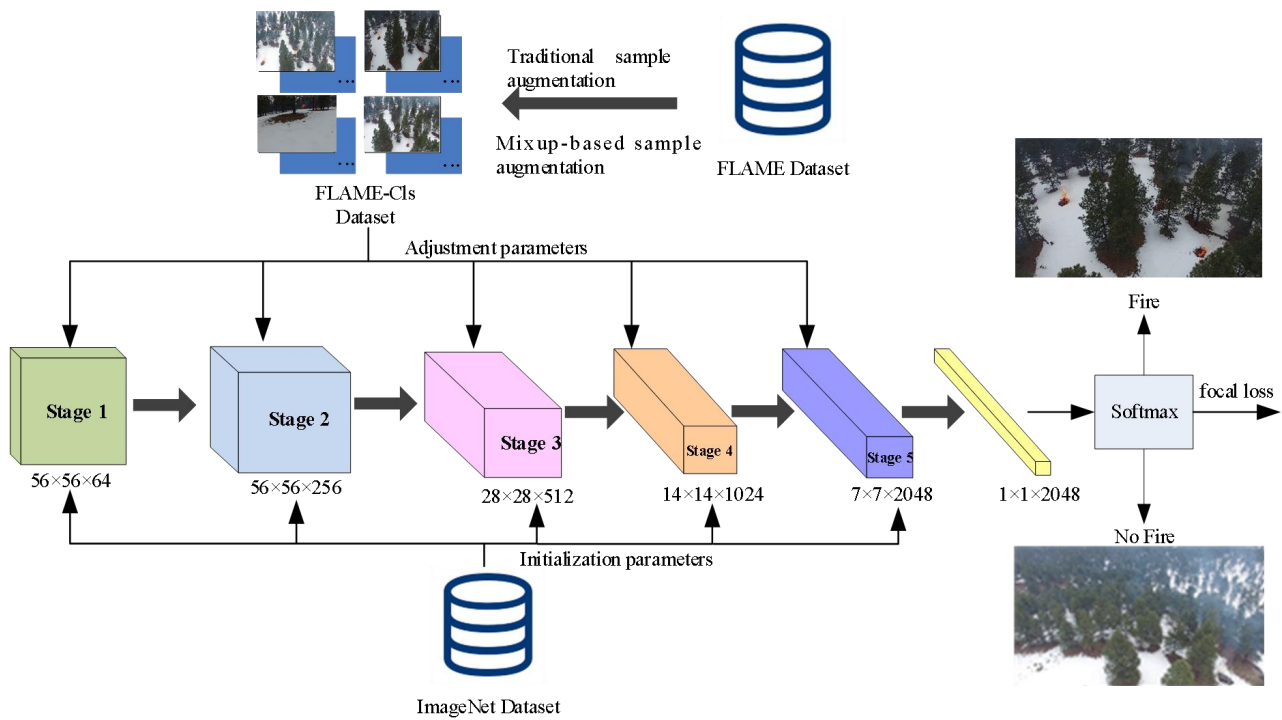 Traditional sample
augmentation
Mixup-based sample
augmentation
FLAME Dataset
FLAME-Cls
Dataset
Adjustment parameters
Fire
Stage 1
Stage 2
Stage 3
Stage 4
Stage 5
Softmax
focal loss
56×56×64
56×56×256
28×28×512
14×14×1024
7×7×2048
1×1×2048
No Fire
Initialization parameters
ImageNet Dataset